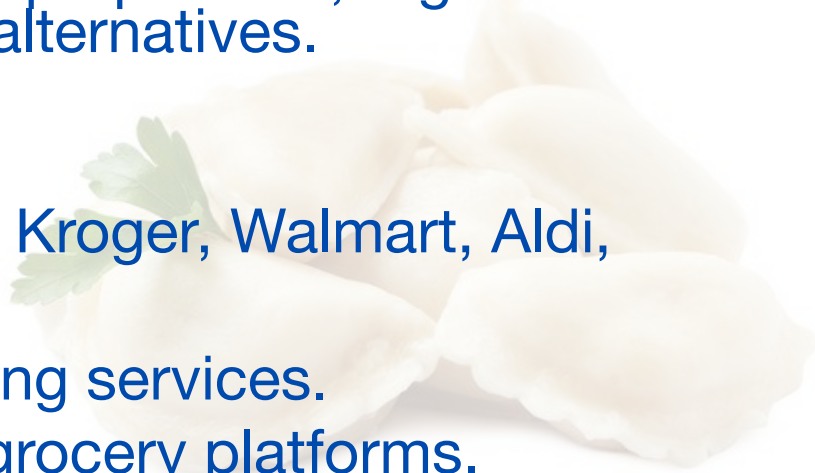 alternatives.
Kroger, Walmart, Aldi,
ng services.
grocery platforms.